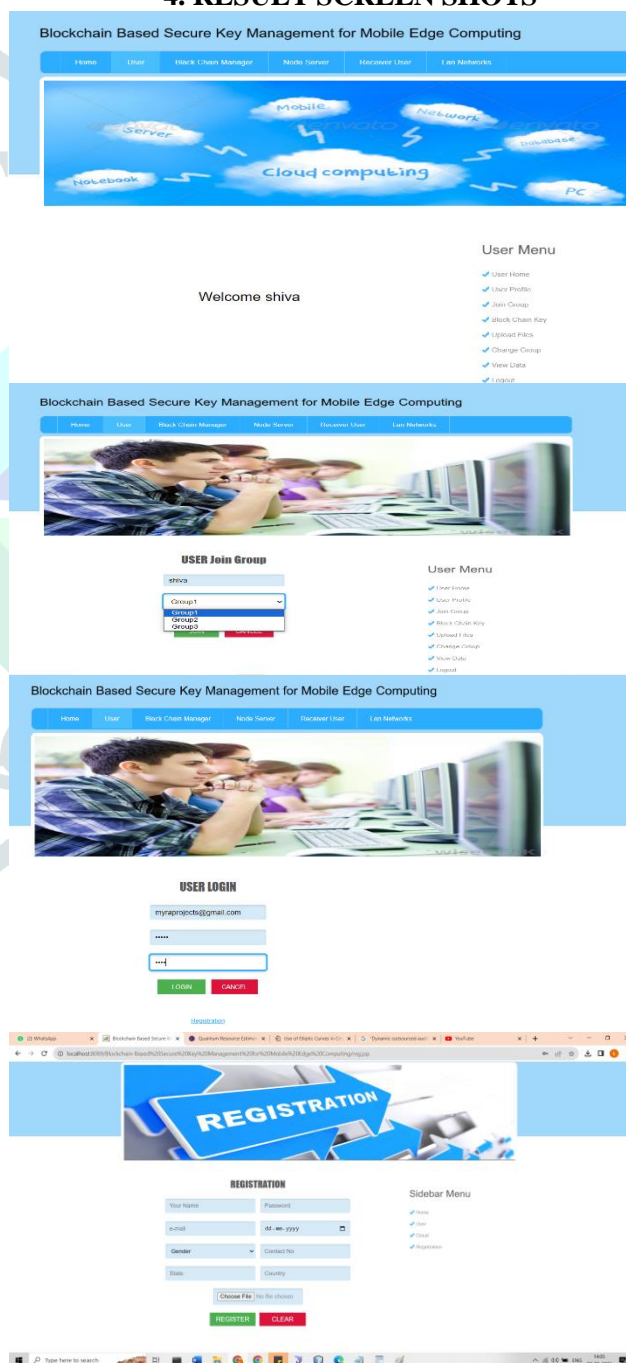 4. RESULT SCREEN SHOTS
Blockchain Based Secure Key Management for Mobile Edge Computing
Home User Black Chain Manager Node Server Receiver User Lan Networks
Mobile
Network
Server
Database
Cloud computing
Notebook
PC
User Menu
User Home
User Profile
Join Group
Block Chain Key
Upload Files
Change Group
View Data
Logout
Welcome shiva
Blockchain Based Secure Key Management for Mobile Edge Computing
Home User Black Chain Manager Node Server Receiver User Lan Networks
USER Join Group
shiva
Group1
Group1
Group2
Group3
User Menu
User Home
User Profile
Join Group
Block Chain Key
Upload Files
Change Group
View Data
Logout
Blockchain Based Secure Key Management for Mobile Edge Computing
Home User Black Chain Manager Node Server Receiver User Lan Networks
USER LOGIN
myraprojects@gmail.com
LOGIN CANCEL
Registration
WhatsApp Blockchain Based Secure YouTube
REGISTRATION
REGISTRATION
Your Name Password
e-mail dd-mm-yyyy
Gender Contact No
State Country
Choose File No file chosen
REGISTER CLEAR
Sidebar Menu
Home
User
Cloud
Registration
Type here to search
ENG